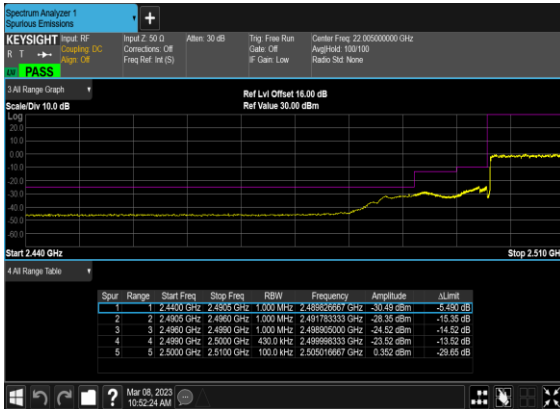 Spectrum Analyzer 1
Spurious Emissions
KEYSIGHT
R T
LXI
PASS
Input: RF
Coupling: DC
Align: Off
Input Z: 50 Ω
Corrections: Off
Freq Ref: Int (S)
Atten: 30 dB
Trig: Free Run
Gate: Off
IF Gain: Low
Center Freq: 22.005000000 GHz
Avg|Hold: 100/100
Radio Std: None
3 All Range Graph
Scale/Div 10.0 dB
Ref Lvl Offset 16.00 dB
Ref Value 30.00 dBm
Log
20.0
10.0
0.00
-10.0
-20.0
-30.0
-40.0
-50.0
-60.0
Start 2.440 GHz
Stop 2.510 GH
4 All Range Table
Spur Range Start Freq Stop Freq RBW Frequency Amplitude ΔLimit
1 1 2.4400 GHz 2.4905 GHz 1.000 MHz 2.489826667 GHz -30.49 dBm -5.490 dB
2 2 2.4905 GHz 2.4960 GHz 1.000 MHz 2.491783333 GHz -28.35 dBm -15.35 dB
3 3 2.4960 GHz 2.4990 GHz 1.000 MHz 2.498905000 GHz -24.52 dBm -14.52 dB
4 4 2.4990 GHz 2.5000 GHz 430.0 kHz 2.499998333 GHz -23.52 dBm -13.52 dB
5 5 2.5000 GHz 2.5100 GHz 100.0 kHz 2.505016667 GHz 0.352 dBm -29.65 dB
Mar 08, 2023
10:52:24 AM